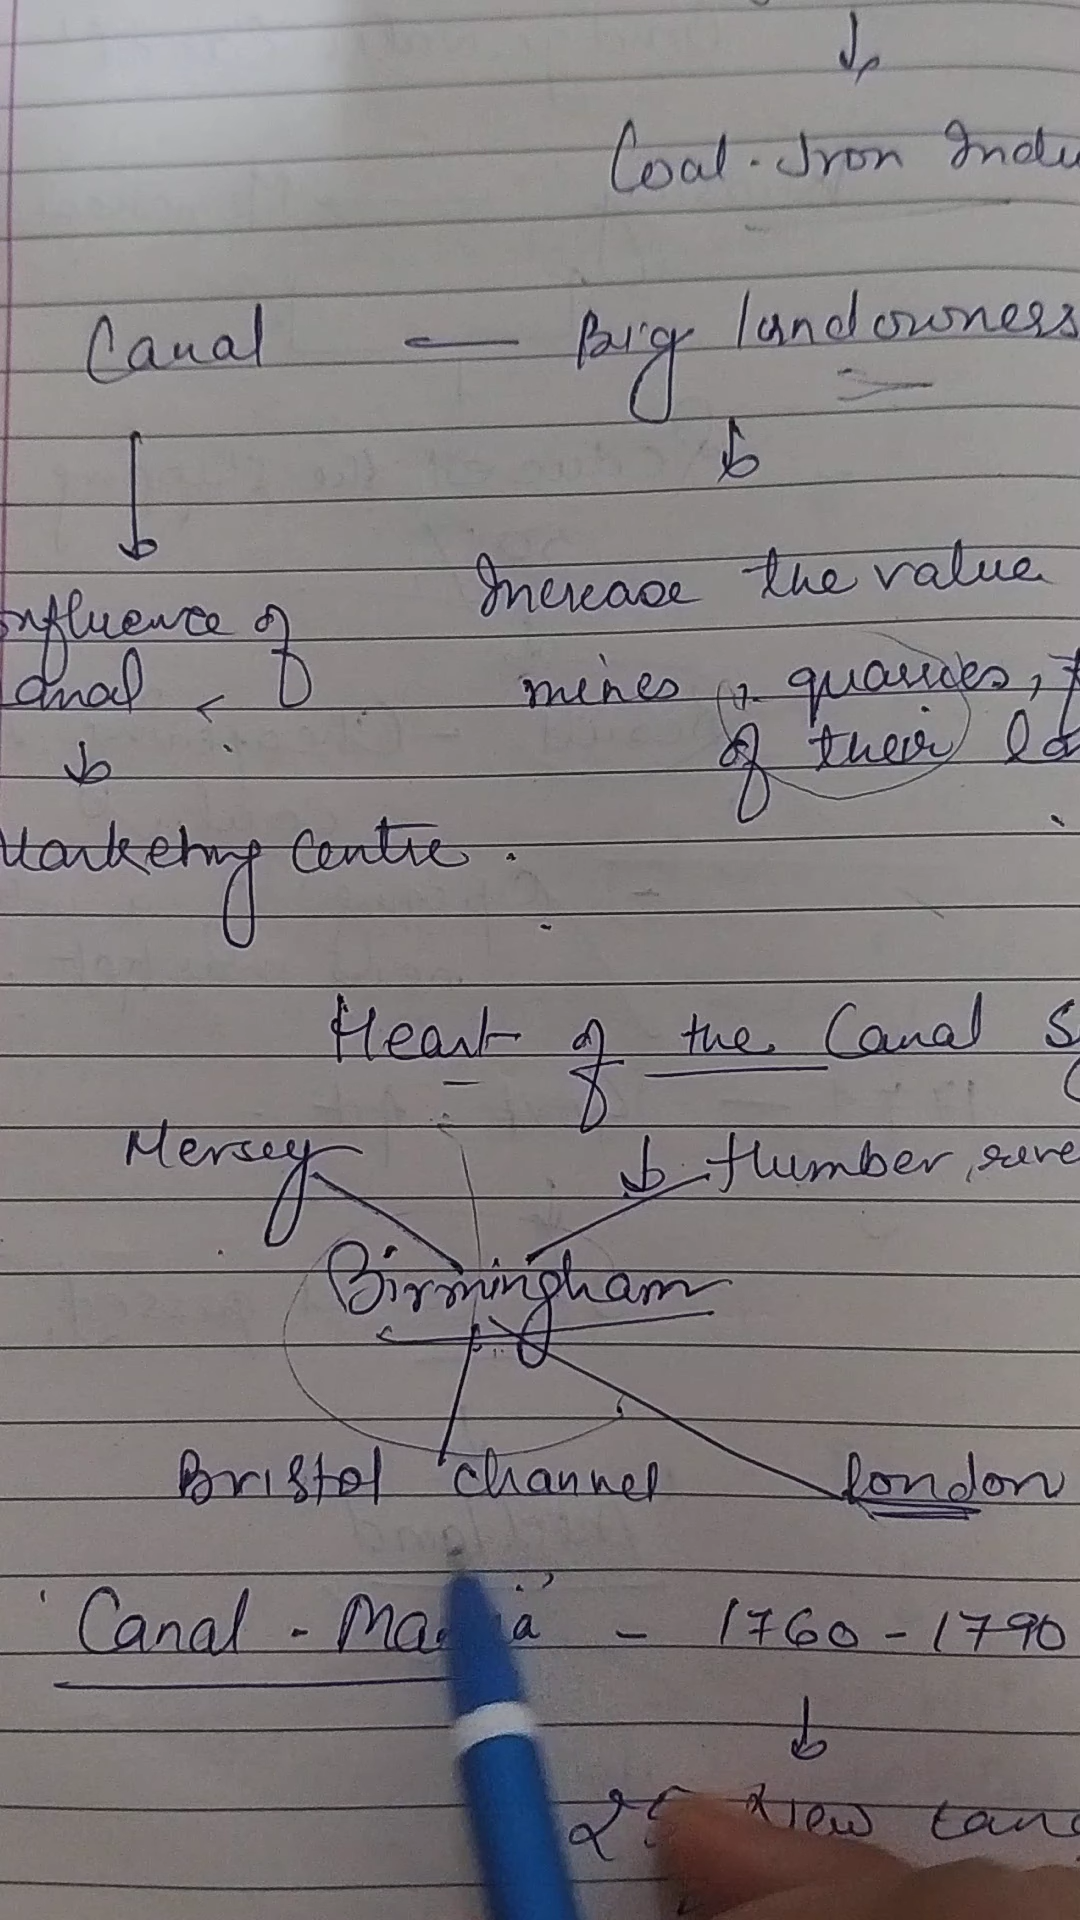 Coal. Iron
Canal — Big landowners
Increase the value
Influence of
mines, quarries,
of their
Marketing centre.
Heart of the Canal
Mersey
Humber,
Birmingham
Bristol channel
London
'Canal - - 1760 - 1790
25 New